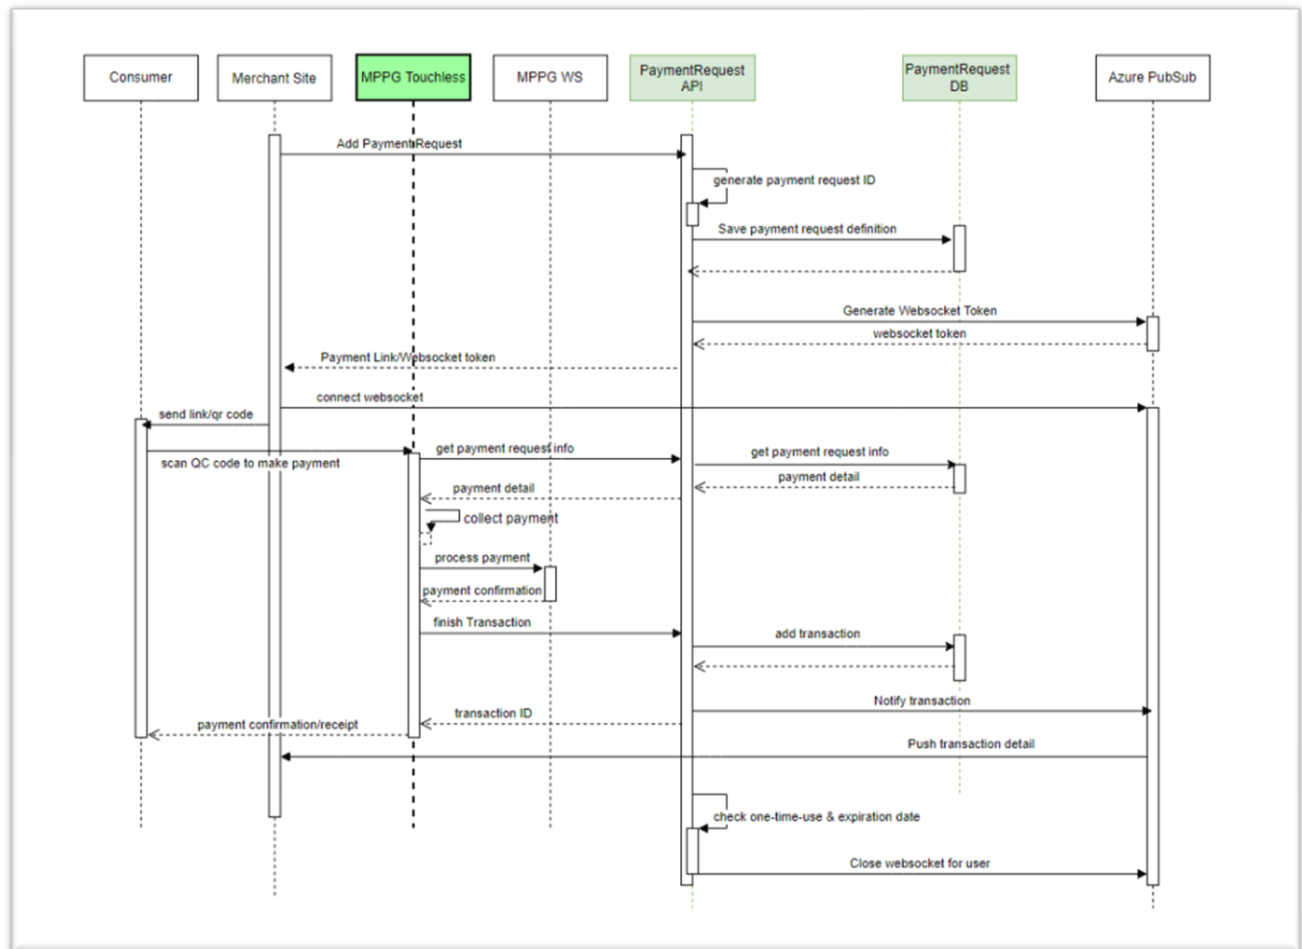 Consumer
Merchant Site
MPPG Touchless
MPPG WS
PaymentRequest
API
PaymentRequest
DB
Azure PubSub
Add PaymentRequest
generate payment request ID
Save payment request definition
Generate Websocket Token
websocket token
Payment Link/Websocket token
connect websocket
send link/qr code
scan QC code to make payment
get payment request info
get payment request info
payment detail
payment detail
collect payment
process payment
payment confirmation
finish Transaction
add transaction
Notify transaction
transaction ID
payment confirmation/receipt
Push transaction detail
check one-time-use & expiration date
Close websocket for user